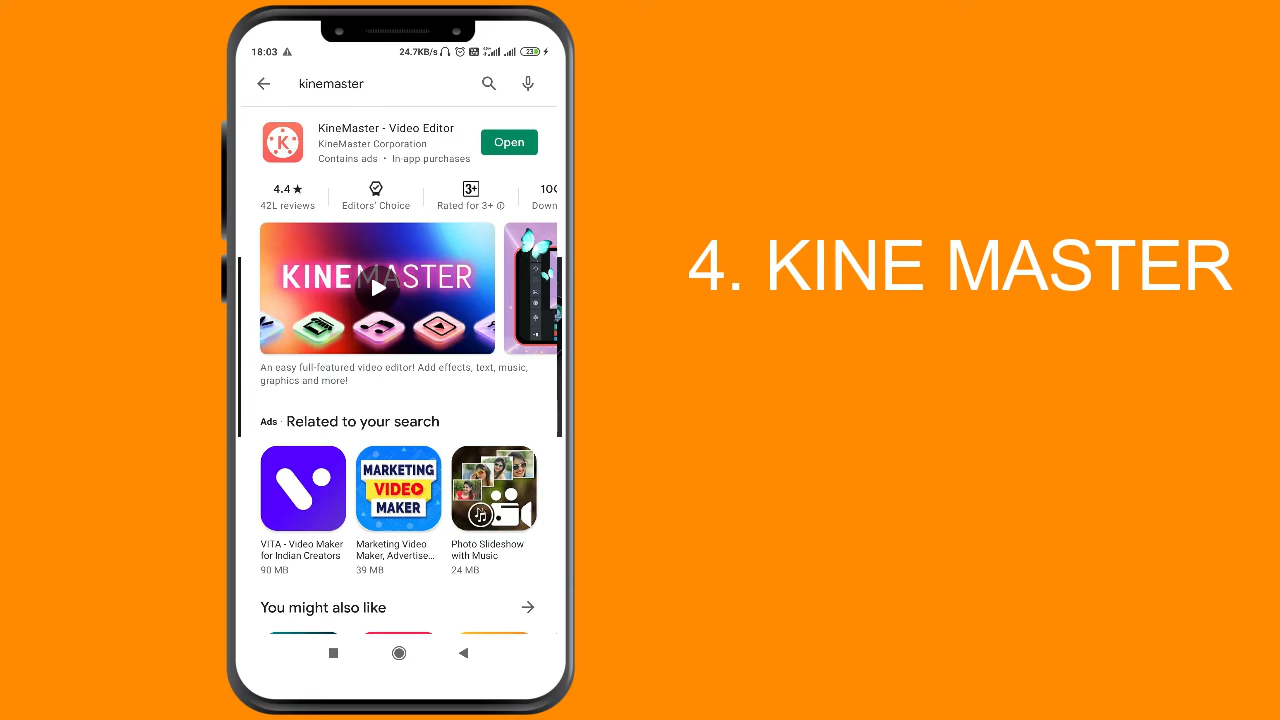 18:03 24.7KB/s 23
kinemaster
KineMaster - Video Editor
KineMaster Corporation
Contains ads • In-app purchases
Open
4.4★ 3+
42L reviews Editors' Choice Rated for 3+ Down
KINEMASTER
An easy full-featured video editor! Add effects, text, music,
graphics and more!
Ads · Related to your search
MARKETING
VIDEO
MAKER
VITA - Video Maker
for Indian Creators
90 MB
Marketing Video
Maker, Advertise...
39 MB
Photo Slideshow
with Music
24 MB
You might also like
4. KINE MASTER